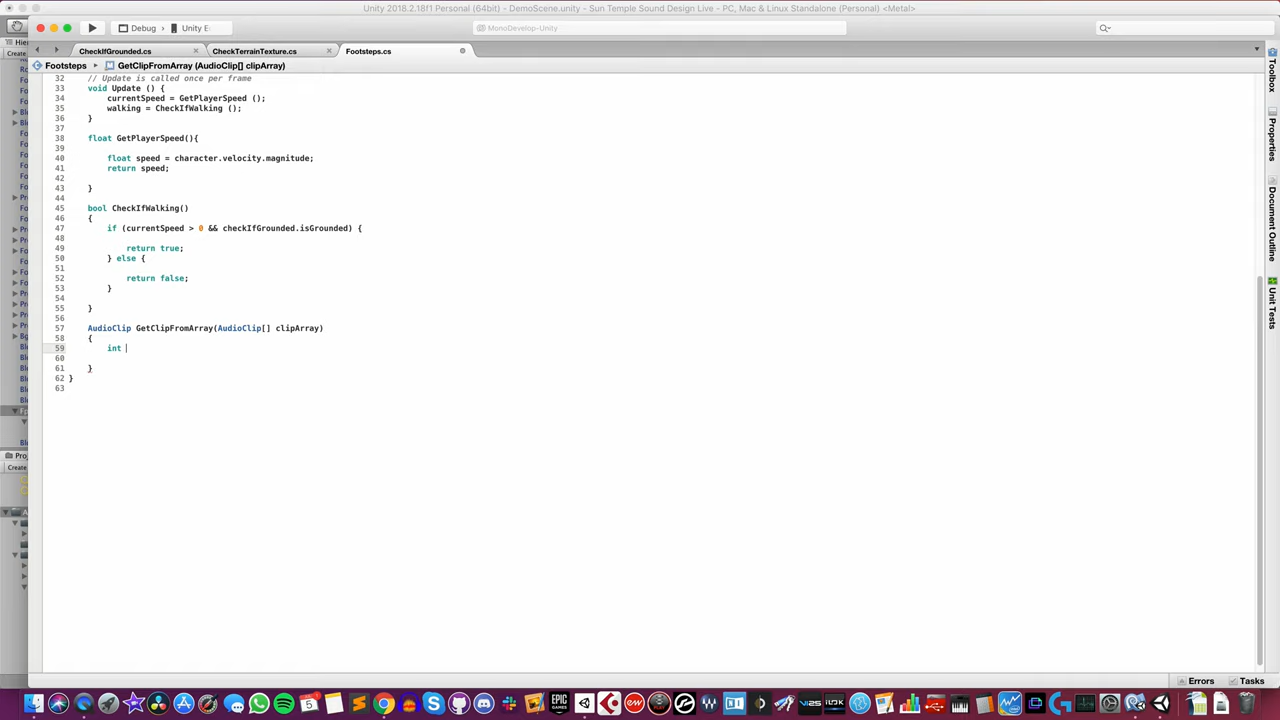 Unity 2018.2.18f1 Personal (64bit) - DemoScene.unity - Sun Temple Sound Design Live - PC, Mac & Linux Standalone (Personal) <Metal>
Debug › Unity E
MonoDevelop-Unity
CheckIfGrounded.cs CheckTerrainTexture.cs Footsteps.cs
Footsteps GetClipFromArray (AudioClip[] clipArray)
32 // Update is called once per frame
33 void Update () {
34 currentSpeed = GetPlayerSpeed ();
35 walking = CheckIfWalking ();
36 }
37
38 float GetPlayerSpeed(){
39
40 float speed = character.velocity.magnitude;
41 return speed;
42
43 }
44
45 bool CheckIfWalking()
46 {
47 if (currentSpeed > 0 && checkIfGrounded.isGrounded) {
48
49 return true;
50 } else {
51
52 return false;
53 }
54
55 }
56
57 AudioClip GetClipFromArray(AudioClip[] clipArray)
58 {
59 int
60
61 }
62 }
63
Toolbox
Properties
Document Outline
Unit Tests
Hier
Create
Proj
Create
Errors Tasks